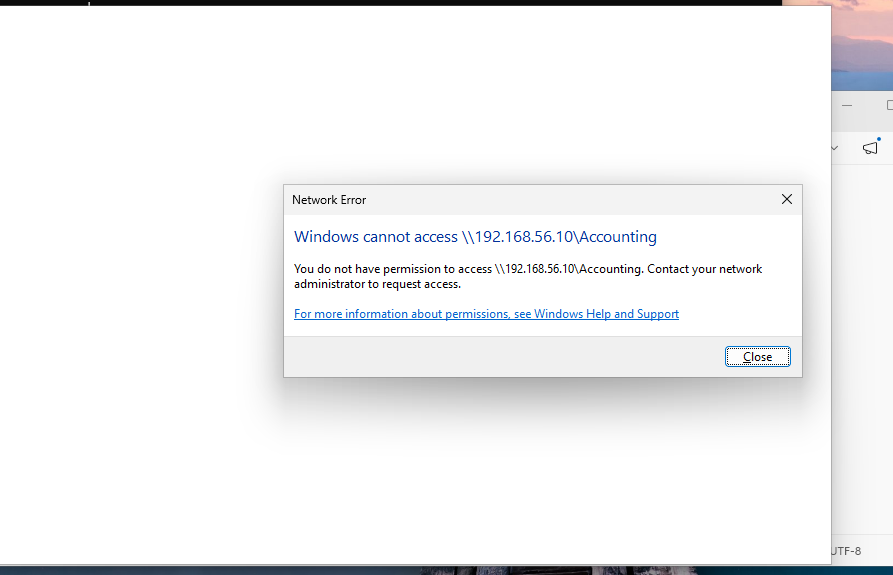 Network Error
Windows cannot access \\192.168.56.10\Accounting
You do not have permission to access \\192.168.56.10\Accounting. Contact your network
administrator to request access.
For more information about permissions, see Windows Help and Support
Close
UTF-8